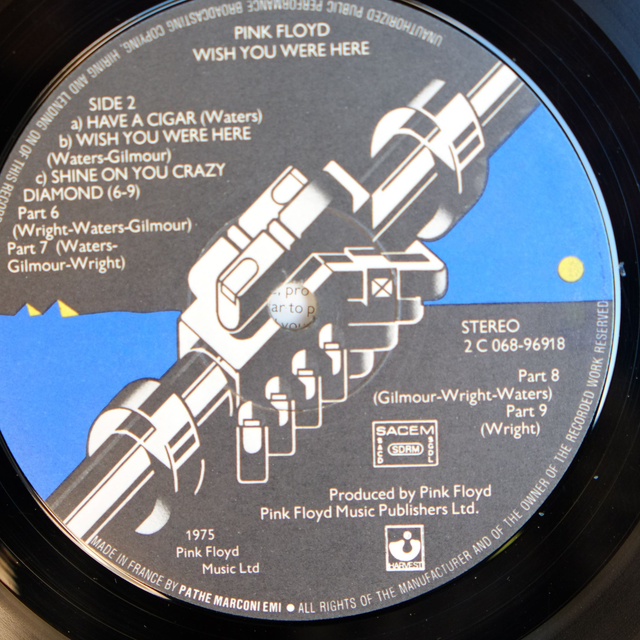 UNAUTHORIZED PUBLIC PERFORMANCE BROADCASTING COPYING, HIRING AND LENDING ON OF THIS RECORD
PINK FLOYD
WISH YOU WERE HERE
SIDE 2
a) HAVE A CIGAR (Waters)
b) WISH YOU WERE HERE
(Waters-Gilmour)
c) SHINE ON YOU CRAZY
DIAMOND (6-9)
Part 6
(Wright-Waters-Gilmour)
Part 7 (Waters-
Gilmour-Wright)
pro
ar to p
STEREO
2 C 068-96918
Part 8
(Gilmour-Wright-Waters)
Part 9
(Wright)
SACEM
SACD
SDRM
SGDL
Produced by Pink Floyd
Pink Floyd Music Publishers Ltd.
1975
Pink Floyd
Music Ltd
HARVEST
MADE IN FRANCE BY PATHE MARCONI EMI ● ALL RIGHTS OF THE MANUFACTURER AND OF THE OWNER OF THE RECORDED WORK RESERVED